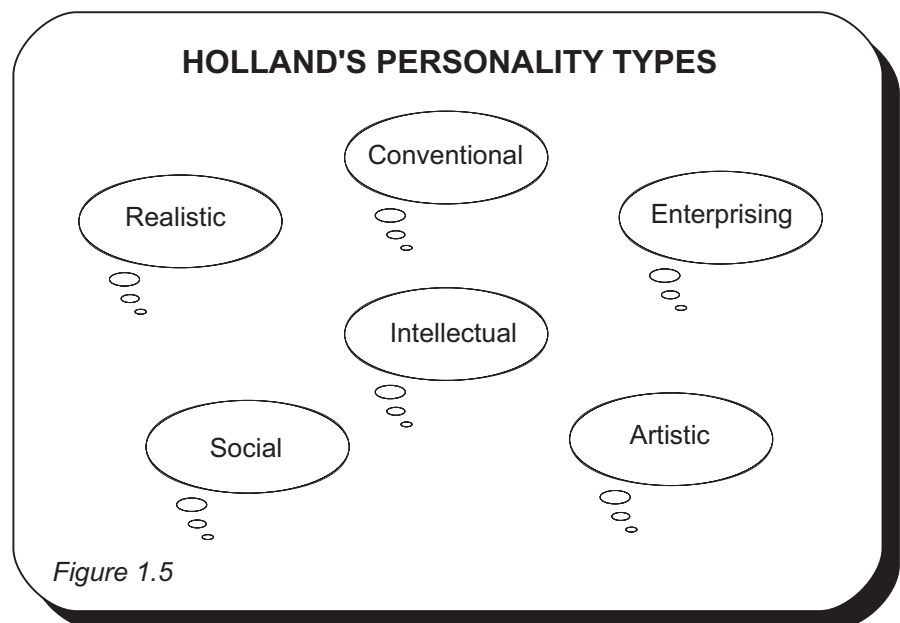 HOLLAND'S PERSONALITY TYPES
Conventional
Realistic
Enterprising
Intellectual
Social
Artistic
Figure 1.5